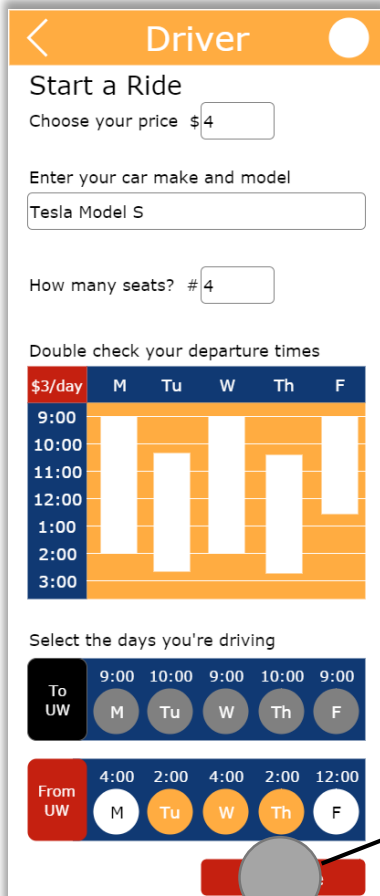 Driver
Start a Ride
Choose your price $ 4
Enter your car make and model
Tesla Model S
How many seats? # 4
Double check your departure times
$3/day M Tu W Th F
9:00
10:00
11:00
12:00
1:00
2:00
3:00
Select the days you're driving
9:00 10:00 9:00 10:00 9:00
To UW M Tu W Th F
4:00 2:00 4:00 2:00 12:00
From UW M Tu W Th F